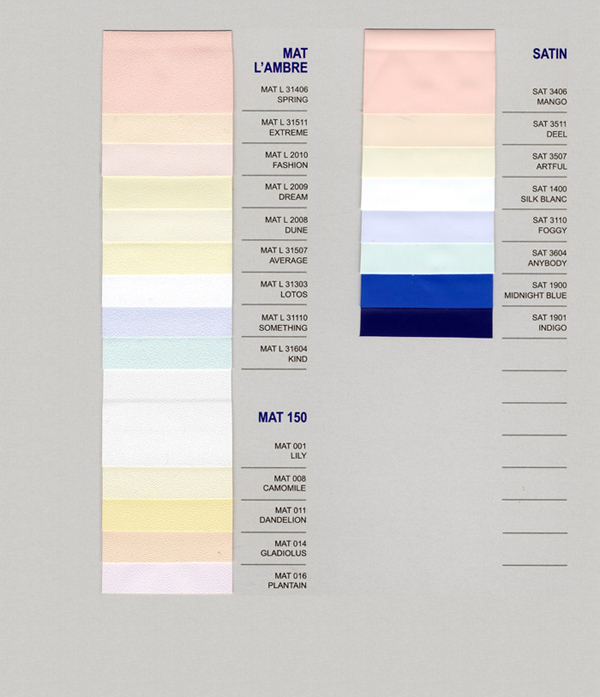 MAT
L'AMBRE
MAT L 31406
SPRING
MAT L 31511
EXTREME
MAT L 2010
FASHION
MAT L 2009
DREAM
MAT L 2008
DUNE
MAT L 31507
AVERAGE
MAT L 31303
LOTOS
MAT L 31110
SOMETHING
MAT L 31604
KIND
MAT 150
MAT 001
LILY
MAT 008
CAMOMILE
MAT 011
DANDELION
MAT 014
GLADIOLUS
MAT 016
PLANTAIN
SATIN
SAT 3406
MANGO
SAT 3511
DEEL
SAT 3507
ARTFUL
SAT 1400
SILK BLANC
SAT 3110
FOGGY
SAT 3604
ANYBODY
SAT 1900
MIDNIGHT BLUE
SAT 1901
INDIGO